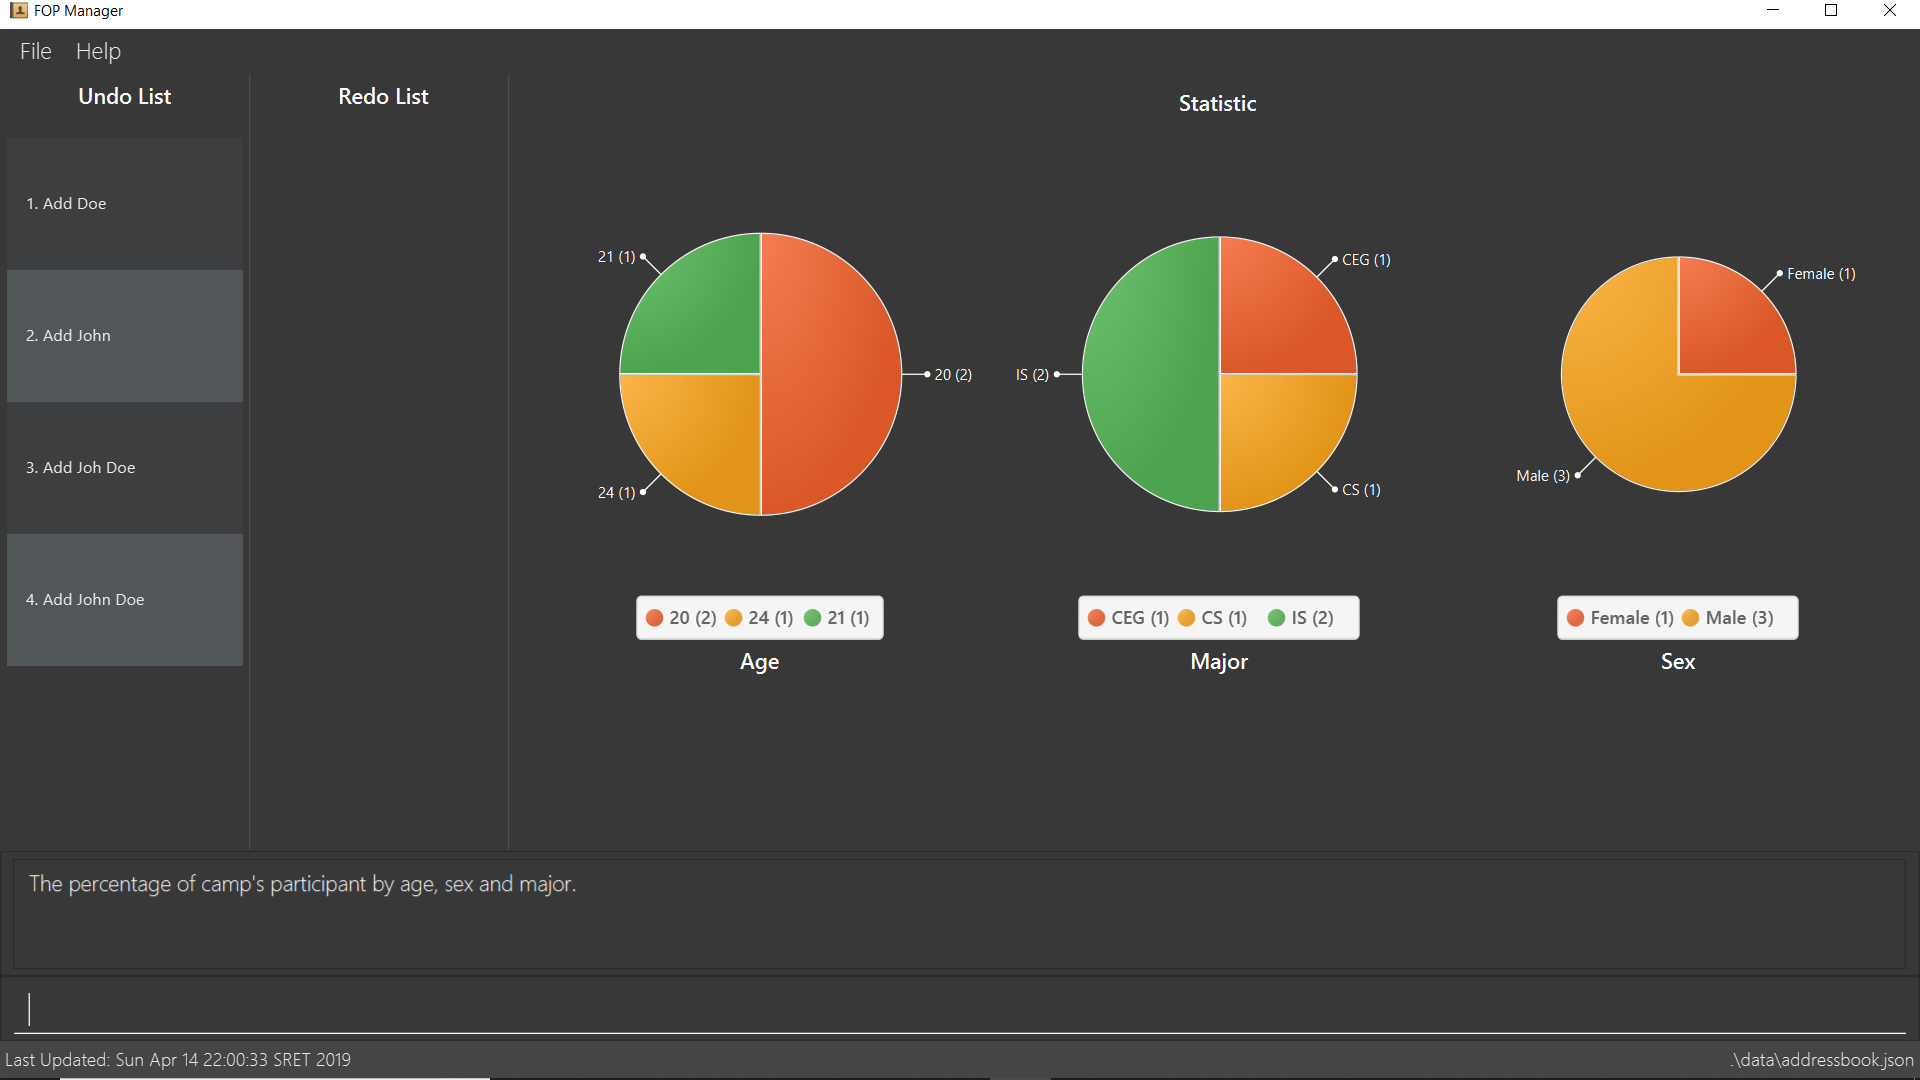 FOP Manager
File Help
Undo List
Redo List
Statistic
1. Add Doe
2. Add John
3. Add Joh Doe
4. Add John Doe
21 (1)
20 (2)
24 (1)
20 (2) 24 (1) 21 (1)
Age
CEG (1)
IS (2)
CS (1)
CEG (1) CS (1) IS (2)
Major
Female (1)
Male (3)
Female (1) Male (3)
Sex
The percentage of camp's participant by age, sex and major.
Last Updated: Sun Apr 14 22:00:33 SRET 2019
.\data\addressbook.json